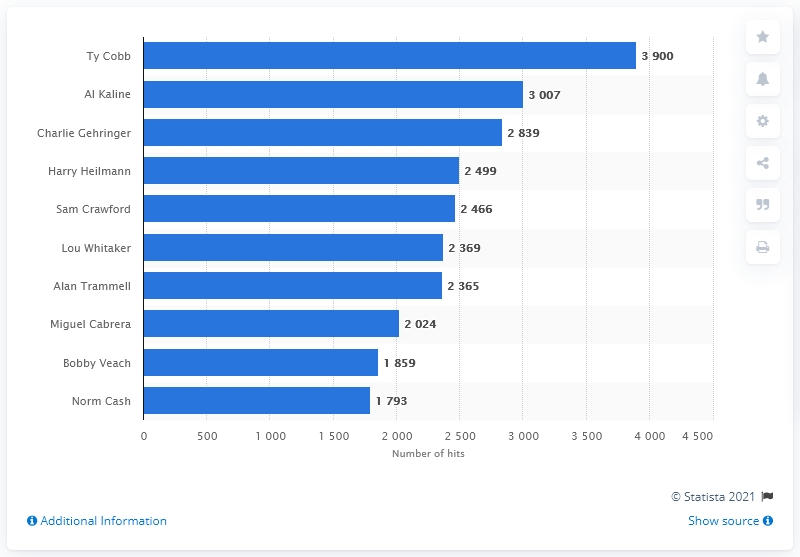 Ty Cobb 3 900
Al Kaline 3 007
Charlie Gehringer 2 839
Harry Heilmann 2 499
Sam Crawford 2 466
Lou Whitaker 2 369
Alan Trammell 2 365
Miguel Cabrera 2 024
Bobby Veach 1 859
Norm Cash 1 793
0 500 1 000 1 500 2 000 2 500 3 000 3 500 4 000 4 500
Number of hits
© Statista 2021
Additional Information Show source